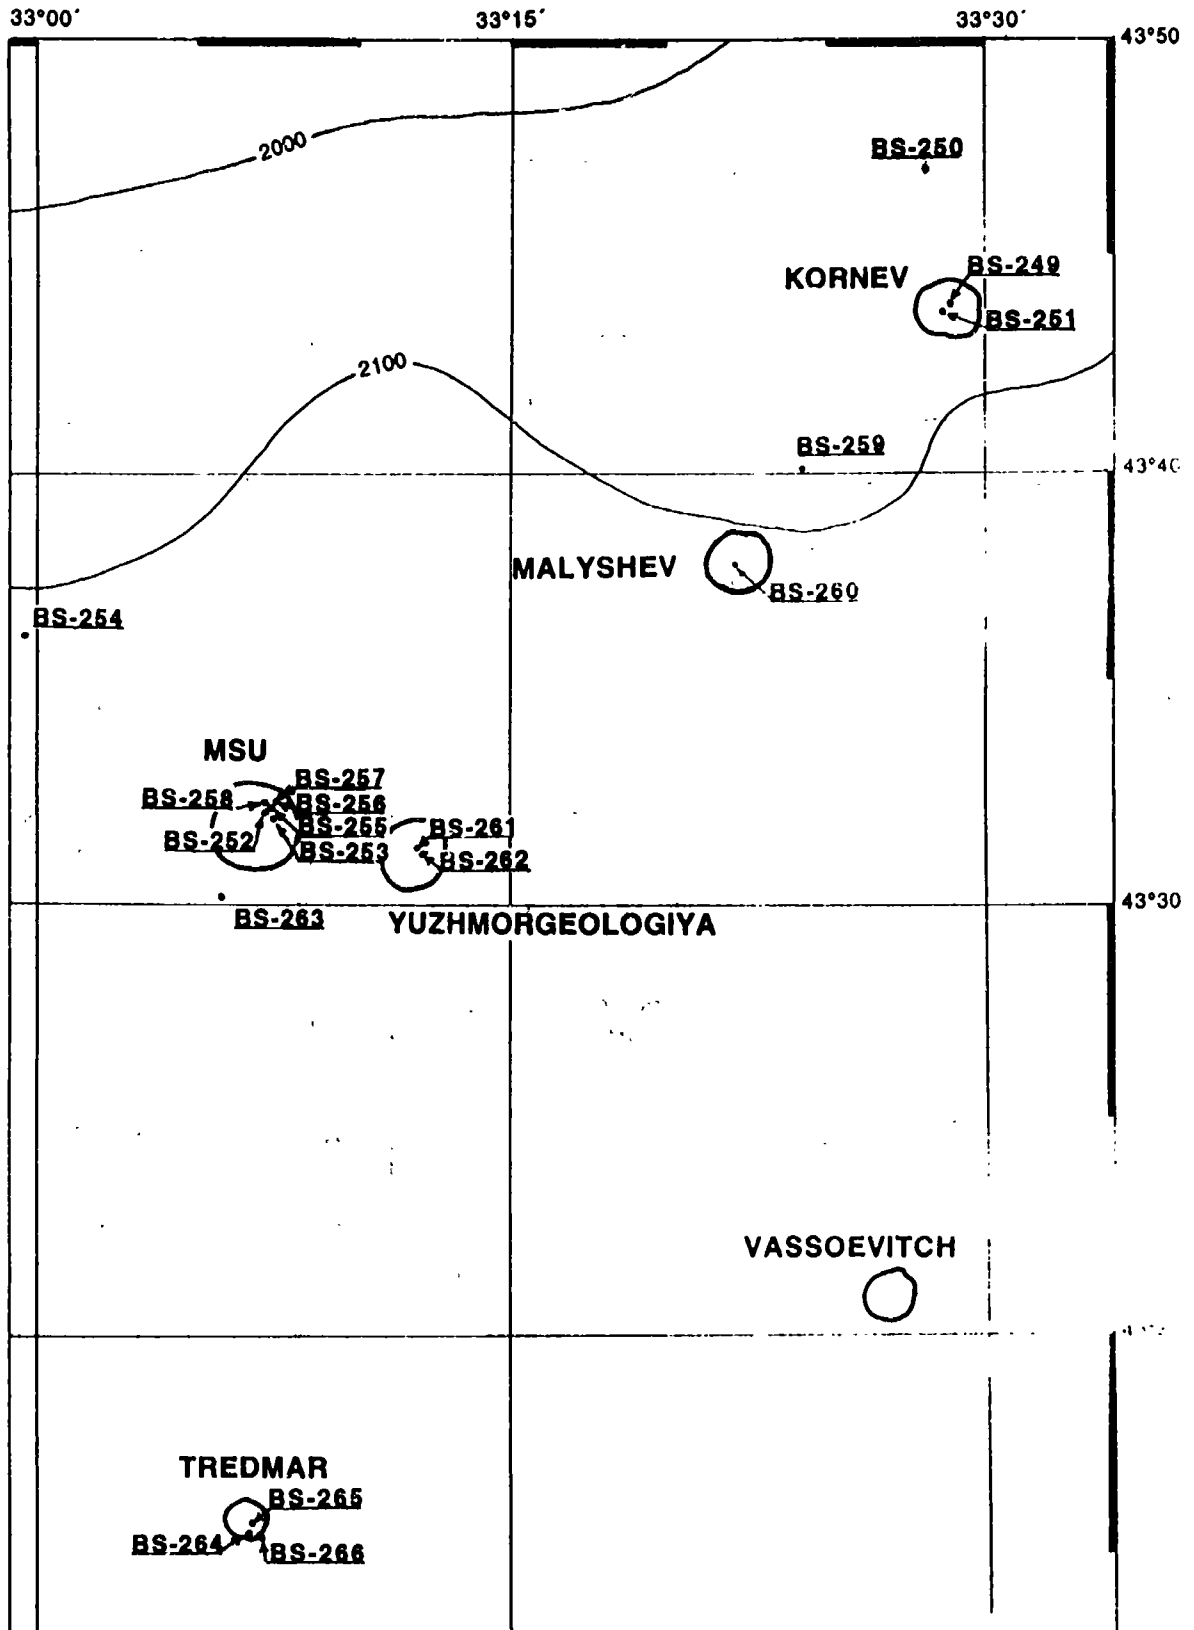 33°00′ 33°15′ 33°30′
43°50
2000
BS-250
KORNEV
BS-249
BS-251
2100
BS-259
43°40
MALYSHEV
BS-260
BS-254
MSU
BS-257
BS-258
BS-256
BS-255
BS-252
BS-253
BS-261
BS-262
43°30
BS-263
YUZHMORGEOLOGIYA
VASSOEVITCH
TREDMAR
BS-265
BS-264
BS-266